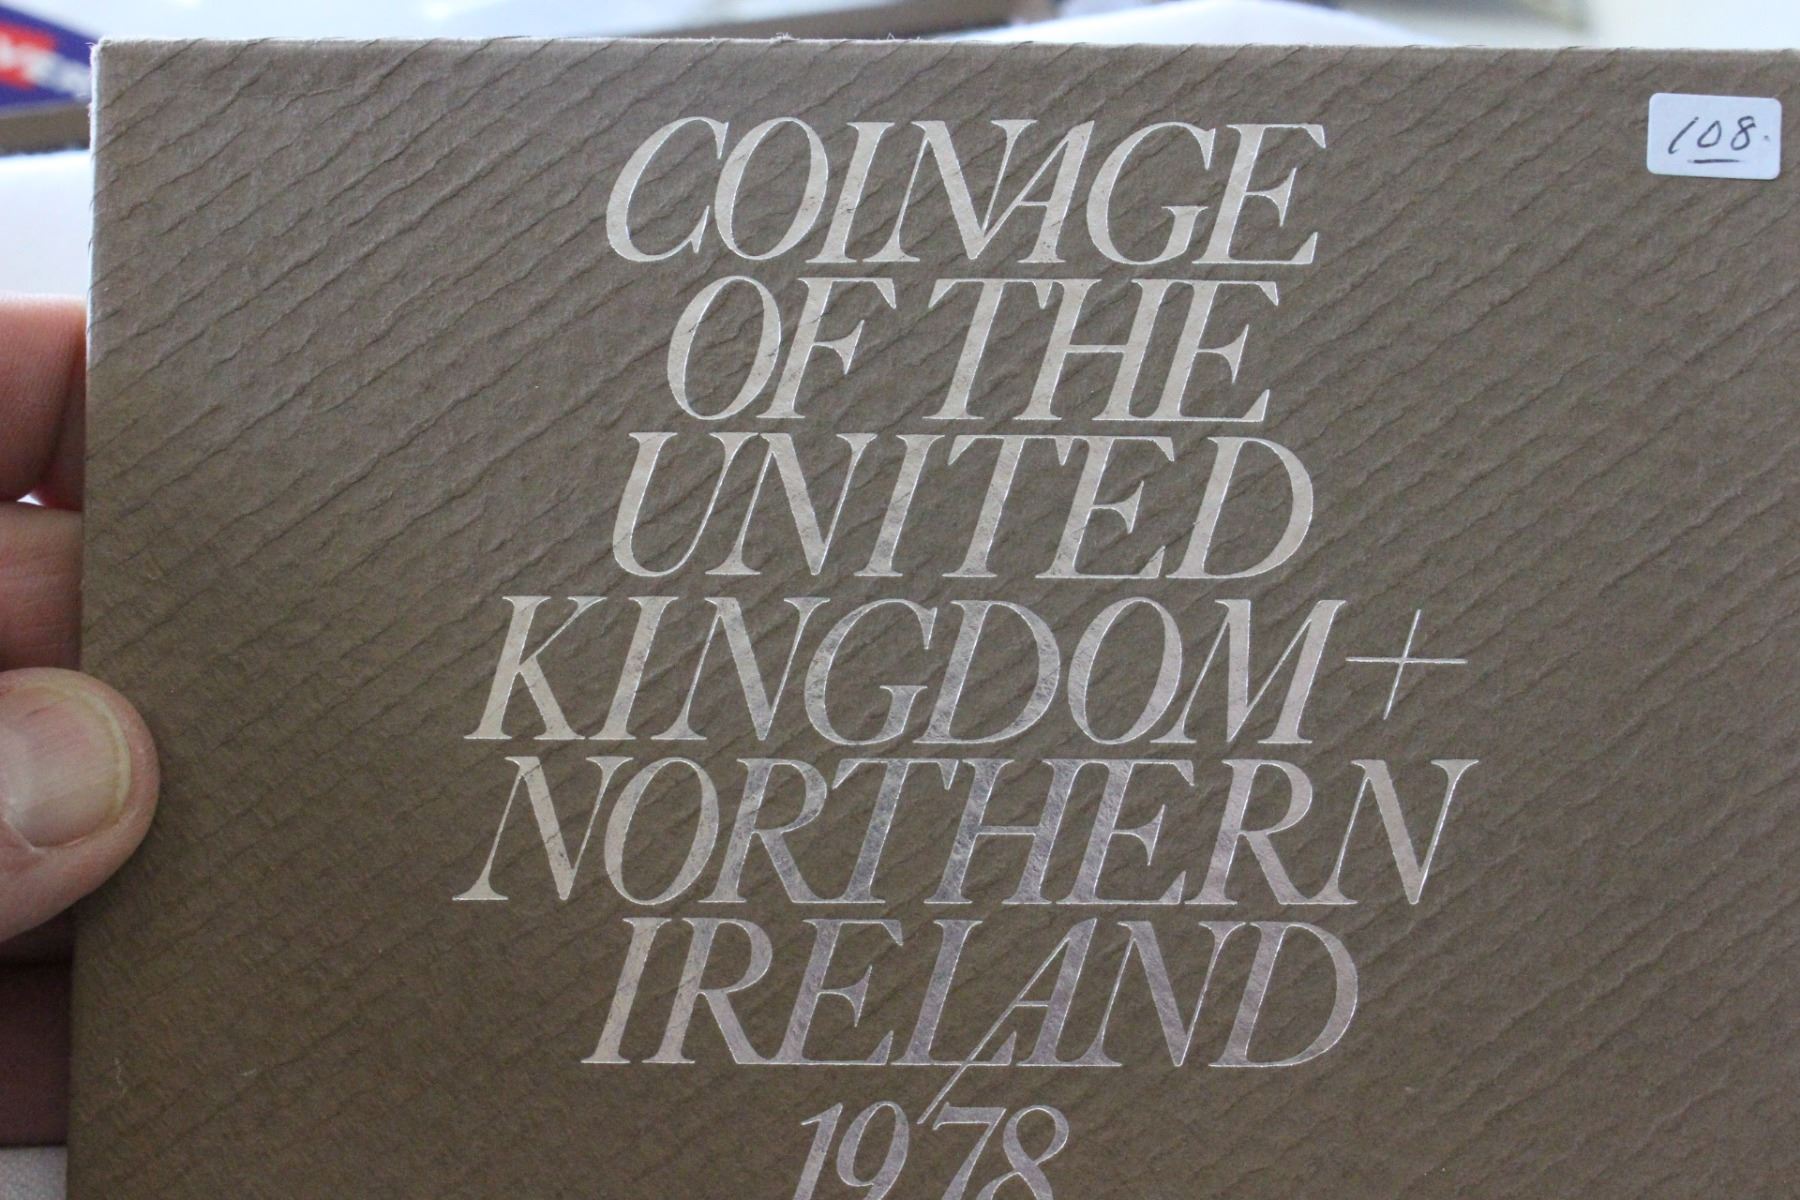 108.
COINAGE
OF THE
UNITED
KINGDOM +
NORTHERN
IRELAND
1978